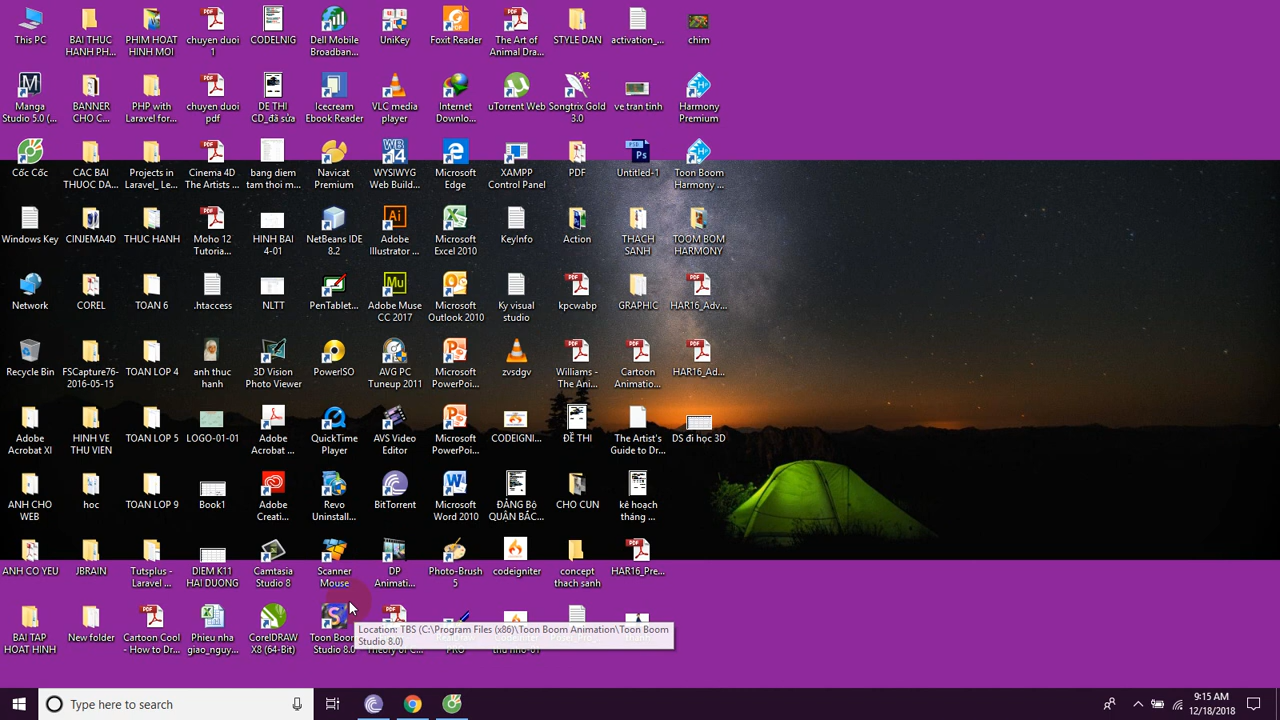 This PC
BAI THUC
HANH PH...
PHIM HOAT
HINH MOI
chuyen duoi
1
CODELNIG
Dell Mobile
Broadban...
UniKey
Foxit Reader
The Art of
Animal Dra...
STYLE DAN
activation_...
chim
Manga
Studio 5.0 (...
BANNER
CHO C...
PHP with
Laravel for...
chuyen duoi
pdf
DE THI
CD_đã sửa
Icecream
Ebook Reader
VLC media
player
Internet
Downlo...
uTorrent Web
Songtrix Gold
3.0
ve tran tinh
Harmony
Premium
Cốc Cốc
CAC BAI
THUOC DA...
Projects in
Laravel_ Le...
Cinema 4D
The Artists ...
bang diem
tam thoi m...
Navicat
Premium
WYSIWYG
Web Build...
Microsoft
Edge
XAMPP
Control Panel
PDF
Untitled-1
Toon Boom
Harmony ...
Windows Key
CINJEMA4D
THUC HANH
Moho 12
Tutoria...
HINH BAI
4-01
NetBeans IDE
8.2
Adobe
Illustrator ...
Microsoft
Excel 2010
KeyInfo
Action
THACH
SANH
TOOM BOM
HARMONY
Network
COREL
TOAN 6
.htaccess
NLTT
PenTablet...
Adobe Muse
CC 2017
Microsoft
Outlook 2010
Ky visual
studio
kpcwabp
GRAPHIC
HAR16_Adv...
Recycle Bin
FSCapture76-
2016-05-15
TOAN LOP 4
anh thuc
hanh
3D Vision
Photo Viewer
PowerISO
AVG PC
Tuneup 2011
Microsoft
PowerPoi...
zvsdgv
Williams -
The Ani...
Cartoon
Animatio...
HAR16_Ad...
Adobe
Acrobat XI
HINH VE
THU VIEN
TOAN LOP 5
LOGO-01-01
Adobe
Acrobat ...
QuickTime
Player
AVS Video
Editor
Microsoft
PowerPoi...
CODEIGNI...
ĐỀ THI
The Artist's
Guide to Dr...
DS đi học 3D
ANH CHO
WEB
hoc
TOAN LOP 9
Book1
Adobe
Creati...
Revo
Uninstall...
BitTorrent
Microsoft
Word 2010
ĐẢNG Bộ
QUẬN BẮC...
CHO CUN
kê hoạch
tháng ...
ANH CO YEU
JBRAIN
Tutsplus -
Laravel ...
DIEM K11
HAI DUONG
Camtasia
Studio 8
Scanner
Mouse
DP
Animati...
Photo-Brush
5
codeigniter
concept
thach sanh
HAR16_Pre...
BAI TAP
HOAT HINH
New folder
Cartoon Cool
- How to Dr...
Phieu nha
giao_nguy...
CorelDRAW
X8 (64-Bit)
Toon Boom
Studio 8.0
Location: TBS (C:\Program Files (x86)\Toon Boom Animation\Toon Boom
Studio 8.0)
Type here to search
9:15 AM
12/18/2018